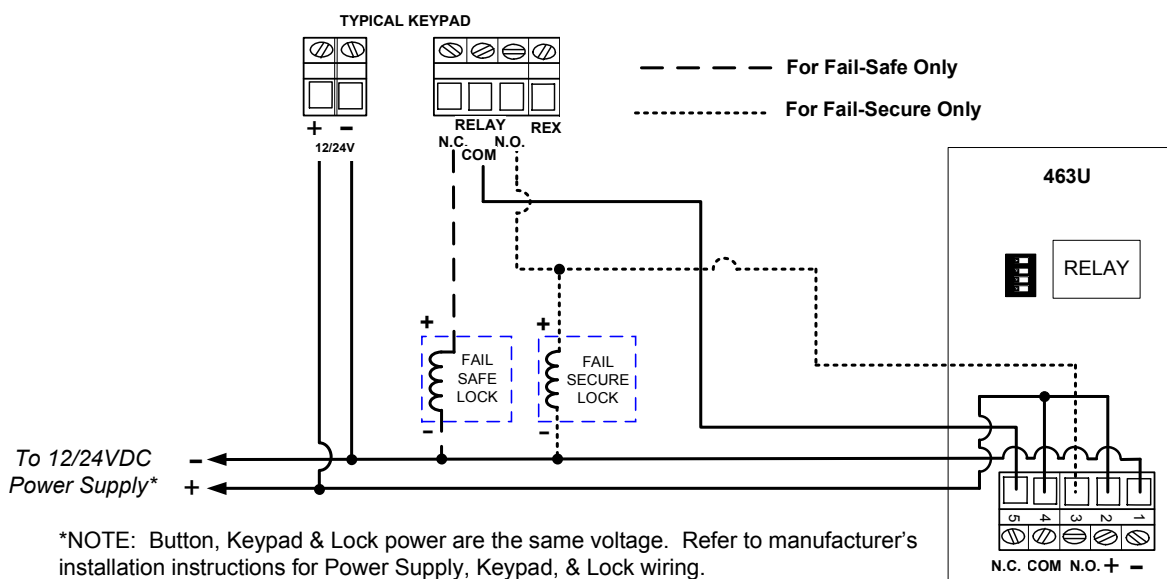 TYPICAL KEYPAD
For Fail-Safe Only
For Fail-Secure Only
+ -
12/24V
RELAY REX
N.C. N.O.
COM
463U
RELAY
+ +
FAIL
SAFE
LOCK
FAIL
SECURE
LOCK
- -
To 12/24VDC -
Power Supply* +
5 4 3 2 1
N.C. COM N.O. + -
*NOTE: Button, Keypad & Lock power are the same voltage. Refer to manufacturer's
installation instructions for Power Supply, Keypad, & Lock wiring.